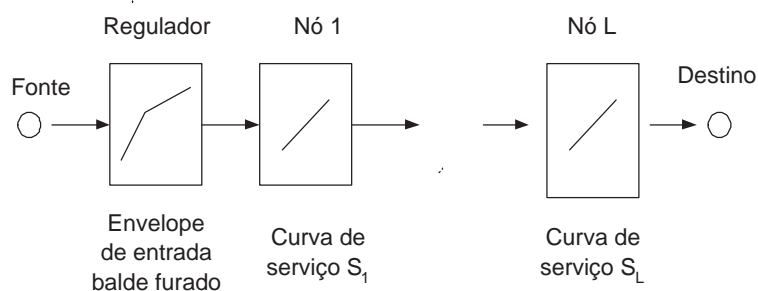 Regulador
Nó 1
Nó L
Fonte
Destino
Envelope
de entrada
balde furado
Curva de
serviço S1
Curva de
serviço SL